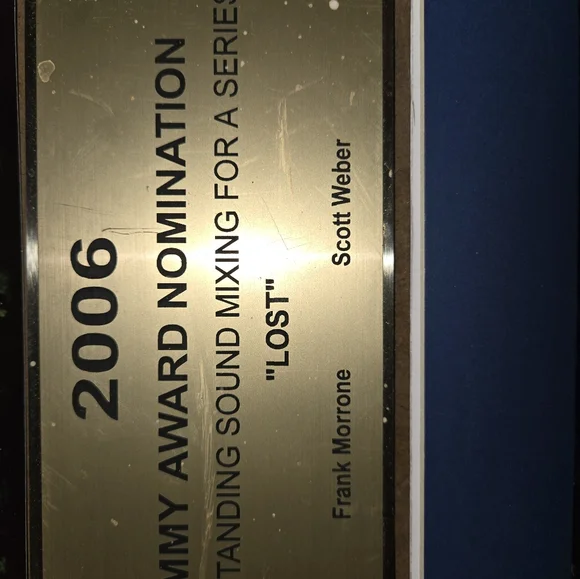 2006
MMY AWARD NOMINATION
TANDING SOUND MIXING FOR A SERIES
"LOST"
Frank Morrone Scott Weber